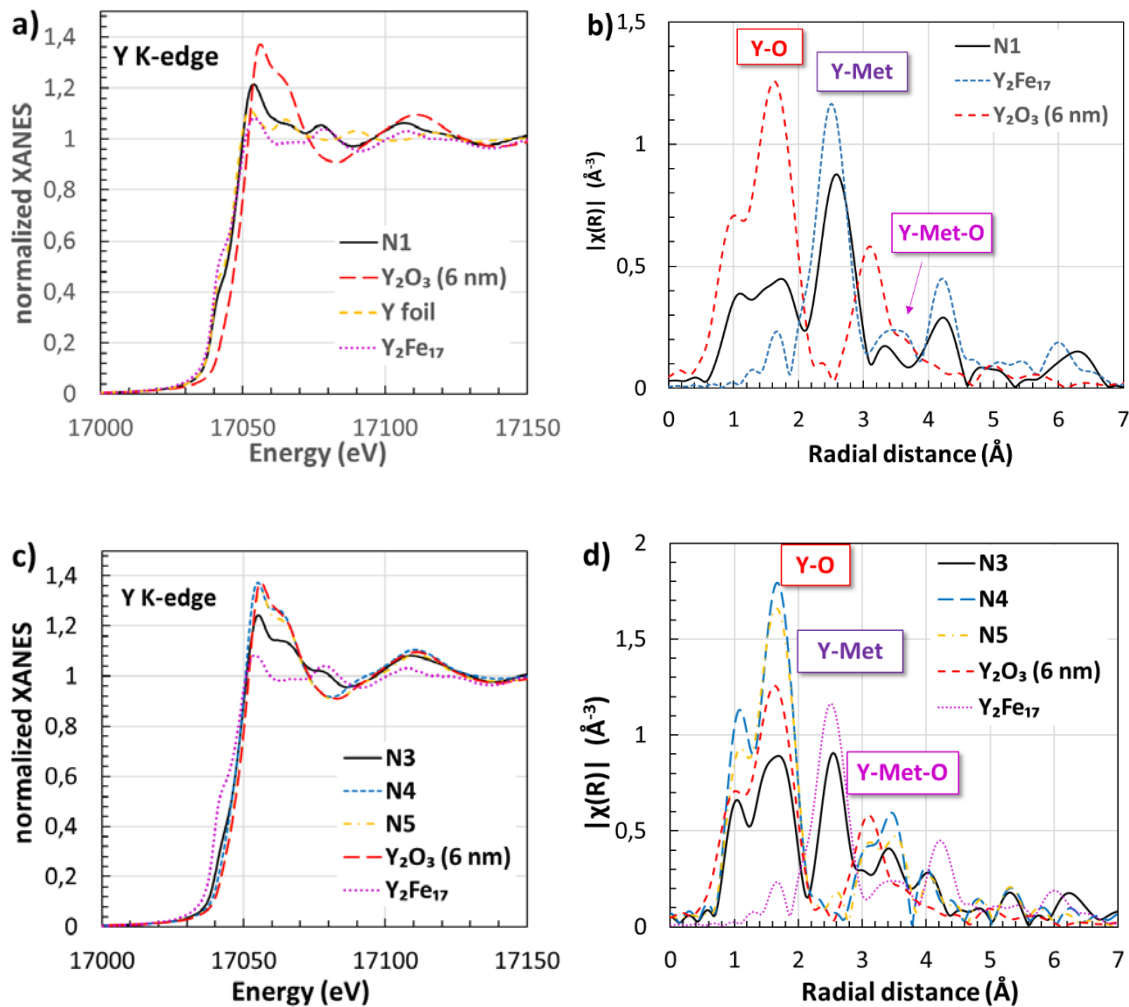 a)
Y K-edge
normalized XANES
1,4
1,2
1
0,8
0,6
0,4
0,2
0
N1
Y₂O₃ (6 nm)
Y foil
Y₂Fe₁₇
17000 17050 17100 17150
Energy (eV)
b)
|χ(R)| (Å⁻³)
1,5
1
0,5
0
Y-O
Y-Met
Y-Met-O
N1
Y₂Fe₁₇
Y₂O₃ (6 nm)
0 1 2 3 4 5 6 7
Radial distance (Å)
c)
Y K-edge
normalized XANES
1,4
1,2
1
0,8
0,6
0,4
0,2
0
N3
N4
N5
Y₂O₃ (6 nm)
Y₂Fe₁₇
17000 17050 17100 17150
Energy (eV)
d)
|χ(R)| (Å⁻³)
2
1,5
1
0,5
0
Y-O
Y-Met
Y-Met-O
N3
N4
N5
Y₂O₃ (6 nm)
Y₂Fe₁₇
0 1 2 3 4 5 6 7
Radial distance (Å)